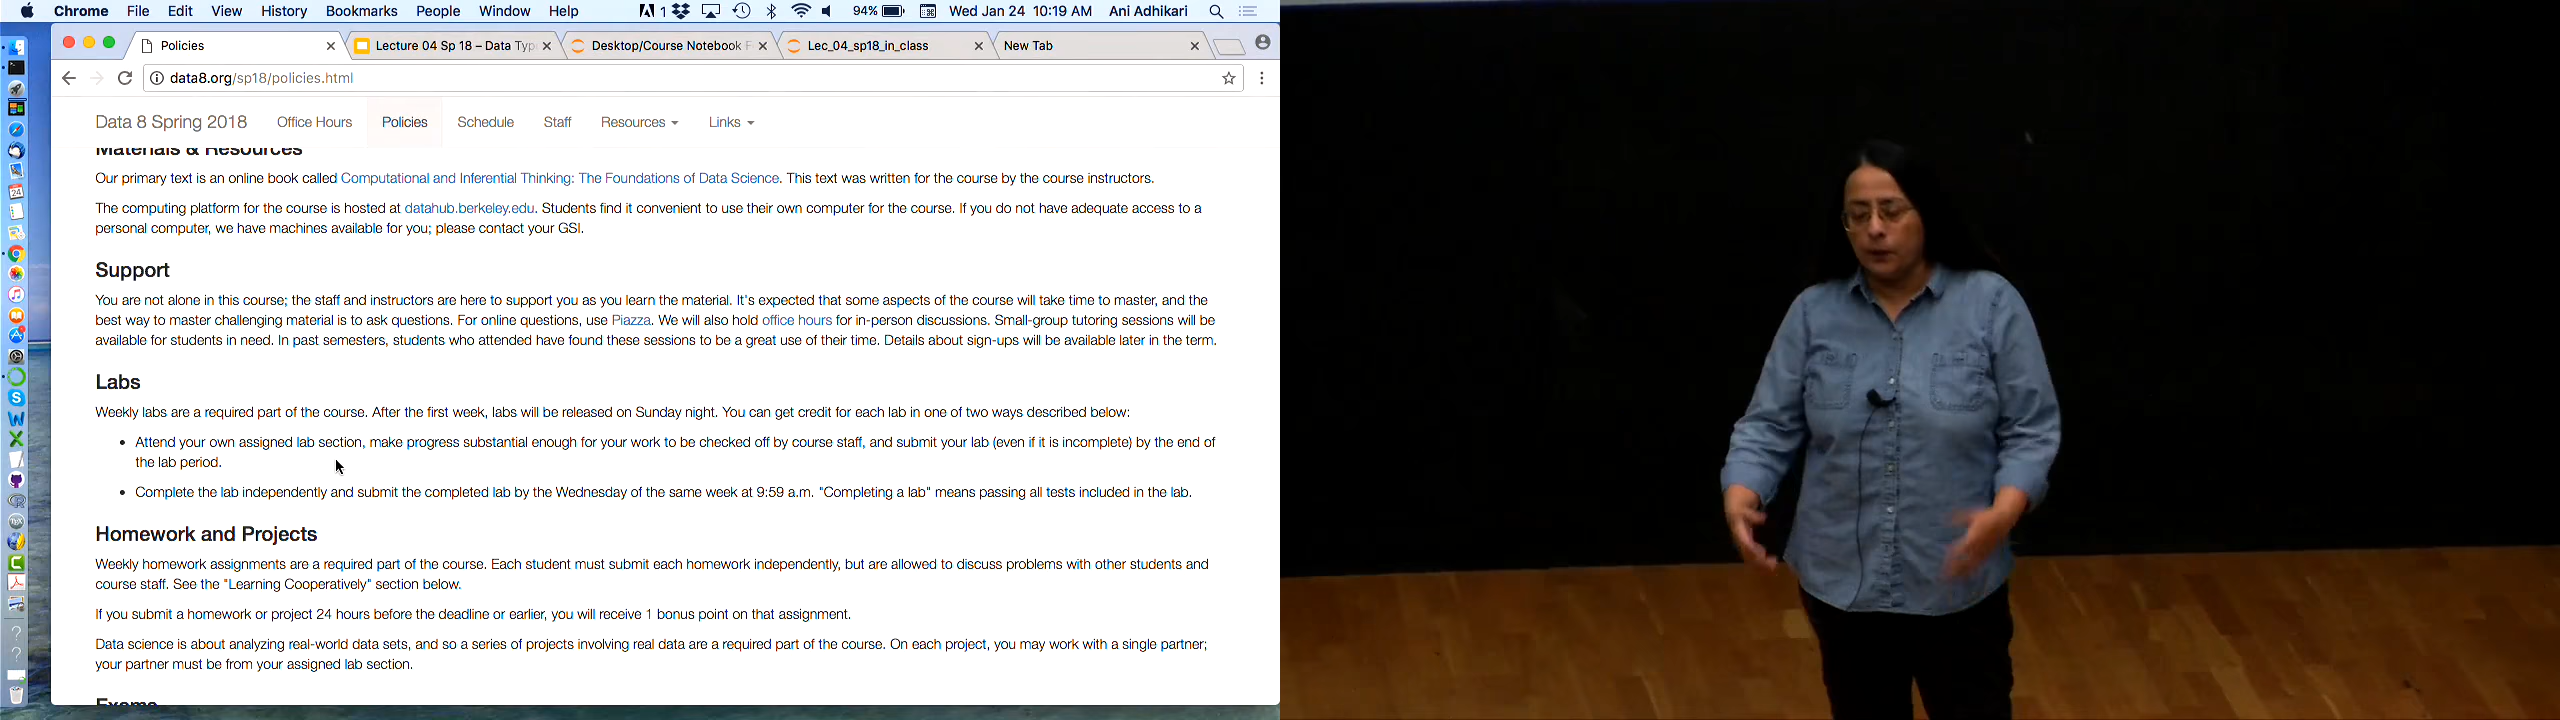 Chrome File Edit View History Bookmarks People Window Help 1 94% Wed Jan 24 10:19 AM Ani Adhikari
Policies Lecture 04 Sp 18 – Data Typ Desktop/Course Notebook F Lec_04_sp18_in_class New Tab
data8.org/sp18/policies.html
Data 8 Spring 2018 Office Hours Policies Schedule Staff Resources Links
Materials & Resources
Our primary text is an online book called Computational and Inferential Thinking: The Foundations of Data Science. This text was written for the course by the course instructors.
The computing platform for the course is hosted at datahub.berkeley.edu. Students find it convenient to use their own computer for the course. If you do not have adequate access to a
personal computer, we have machines available for you; please contact your GSI.
Support
You are not alone in this course; the staff and instructors are here to support you as you learn the material. It's expected that some aspects of the course will take time to master, and the
best way to master challenging material is to ask questions. For online questions, use Piazza. We will also hold office hours for in-person discussions. Small-group tutoring sessions will be
available for students in need. In past semesters, students who attended have found these sessions to be a great use of their time. Details about sign-ups will be available later in the term.
Labs
Weekly labs are a required part of the course. After the first week, labs will be released on Sunday night. You can get credit for each lab in one of two ways described below:
• Attend your own assigned lab section, make progress substantial enough for your work to be checked off by course staff, and submit your lab (even if it is incomplete) by the end of
the lab period.
• Complete the lab independently and submit the completed lab by the Wednesday of the same week at 9:59 a.m. "Completing a lab" means passing all tests included in the lab.
Homework and Projects
Weekly homework assignments are a required part of the course. Each student must submit each homework independently, but are allowed to discuss problems with other students and
course staff. See the "Learning Cooperatively" section below.
If you submit a homework or project 24 hours before the deadline or earlier, you will receive 1 bonus point on that assignment.
Data science is about analyzing real-world data sets, and so a series of projects involving real data are a required part of the course. On each project, you may work with a single partner;
your partner must be from your assigned lab section.
Exams